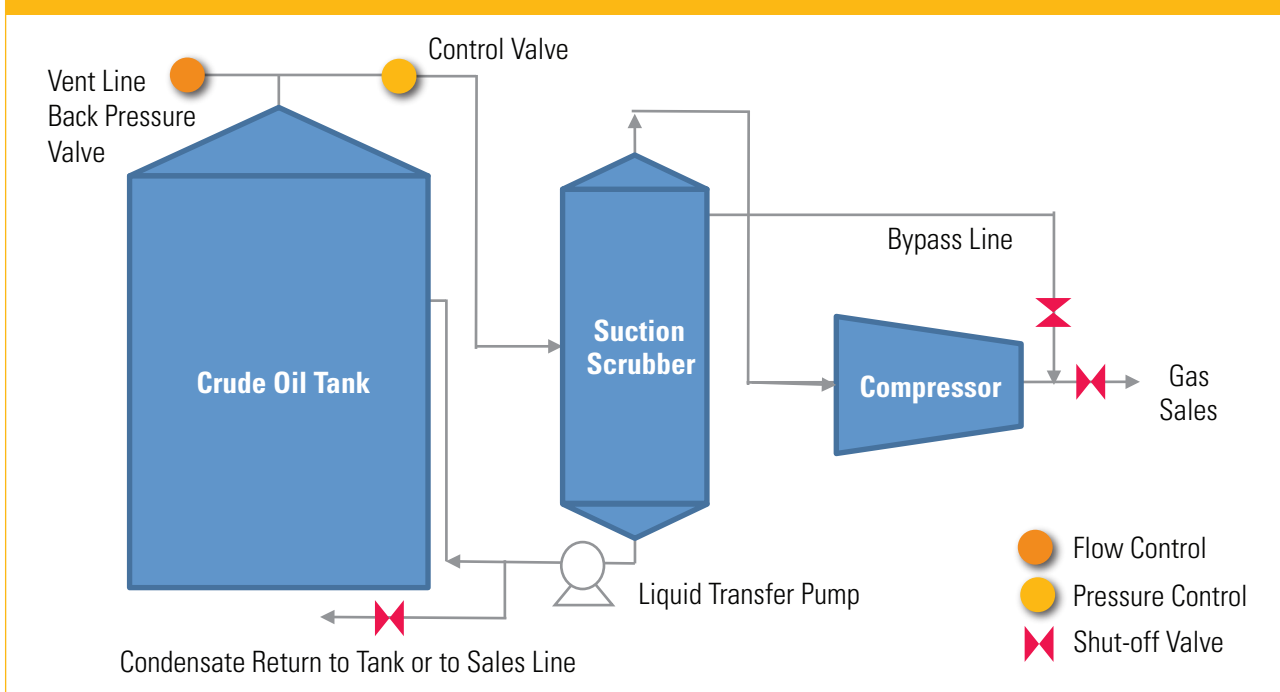 Control Valve
Vent Line
Back Pressure
Valve
Bypass Line
Suction
Scrubber
Crude Oil Tank
Compressor
Gas
Sales
Liquid Transfer Pump
Condensate Return to Tank or to Sales Line
Flow Control
Pressure Control
Shut-off Valve